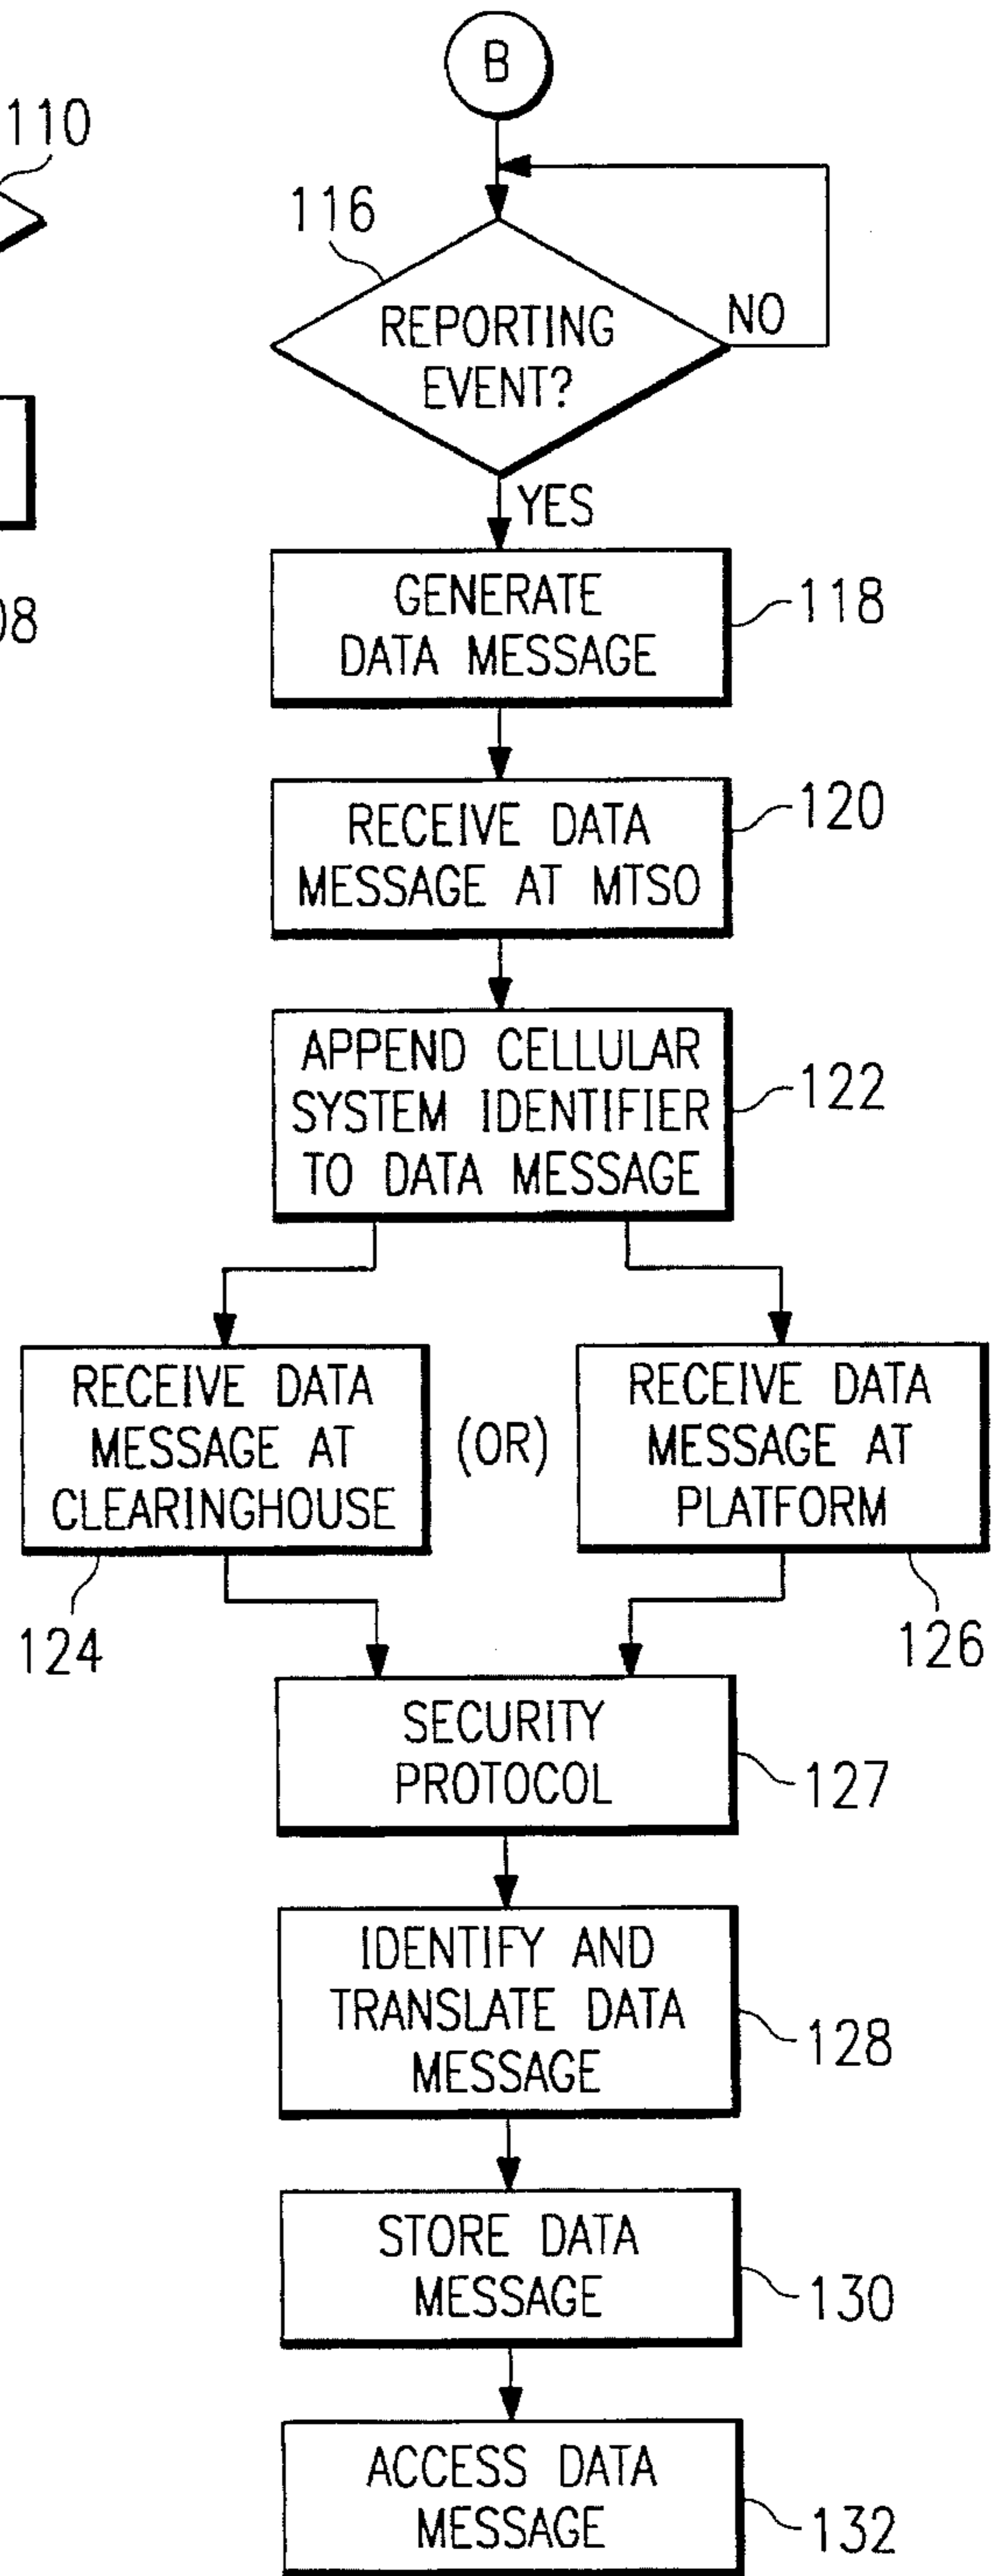 B
110
116
REPORTING
EVENT?
NO
YES
GENERATE
DATA MESSAGE
118
RECEIVE DATA
MESSAGE AT MTSO
120
APPEND CELLULAR
SYSTEM IDENTIFIER
TO DATA MESSAGE
122
RECEIVE DATA
MESSAGE AT
CLEARINGHOUSE
124
(OR)
RECEIVE DATA
MESSAGE AT
PLATFORM
126
SECURITY
PROTOCOL
127
IDENTIFY AND
TRANSLATE DATA
MESSAGE
128
STORE DATA
MESSAGE
130
ACCESS DATA
MESSAGE
132